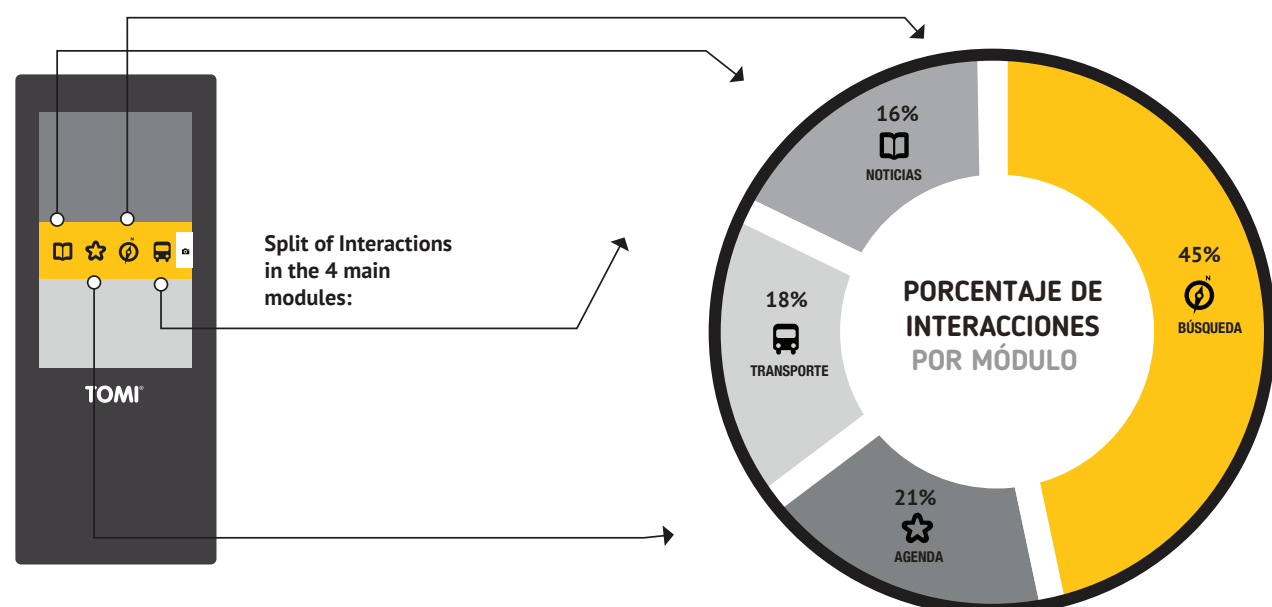 TOMI®
Split of Interactions
in the 4 main
modules:
16%
NOTICIAS
18%
TRANSPORTE
PORCENTAJE DE
INTERACCIONES
POR MÓDULO
45%
N
BÚSQUEDA
21%
AGENDA
N